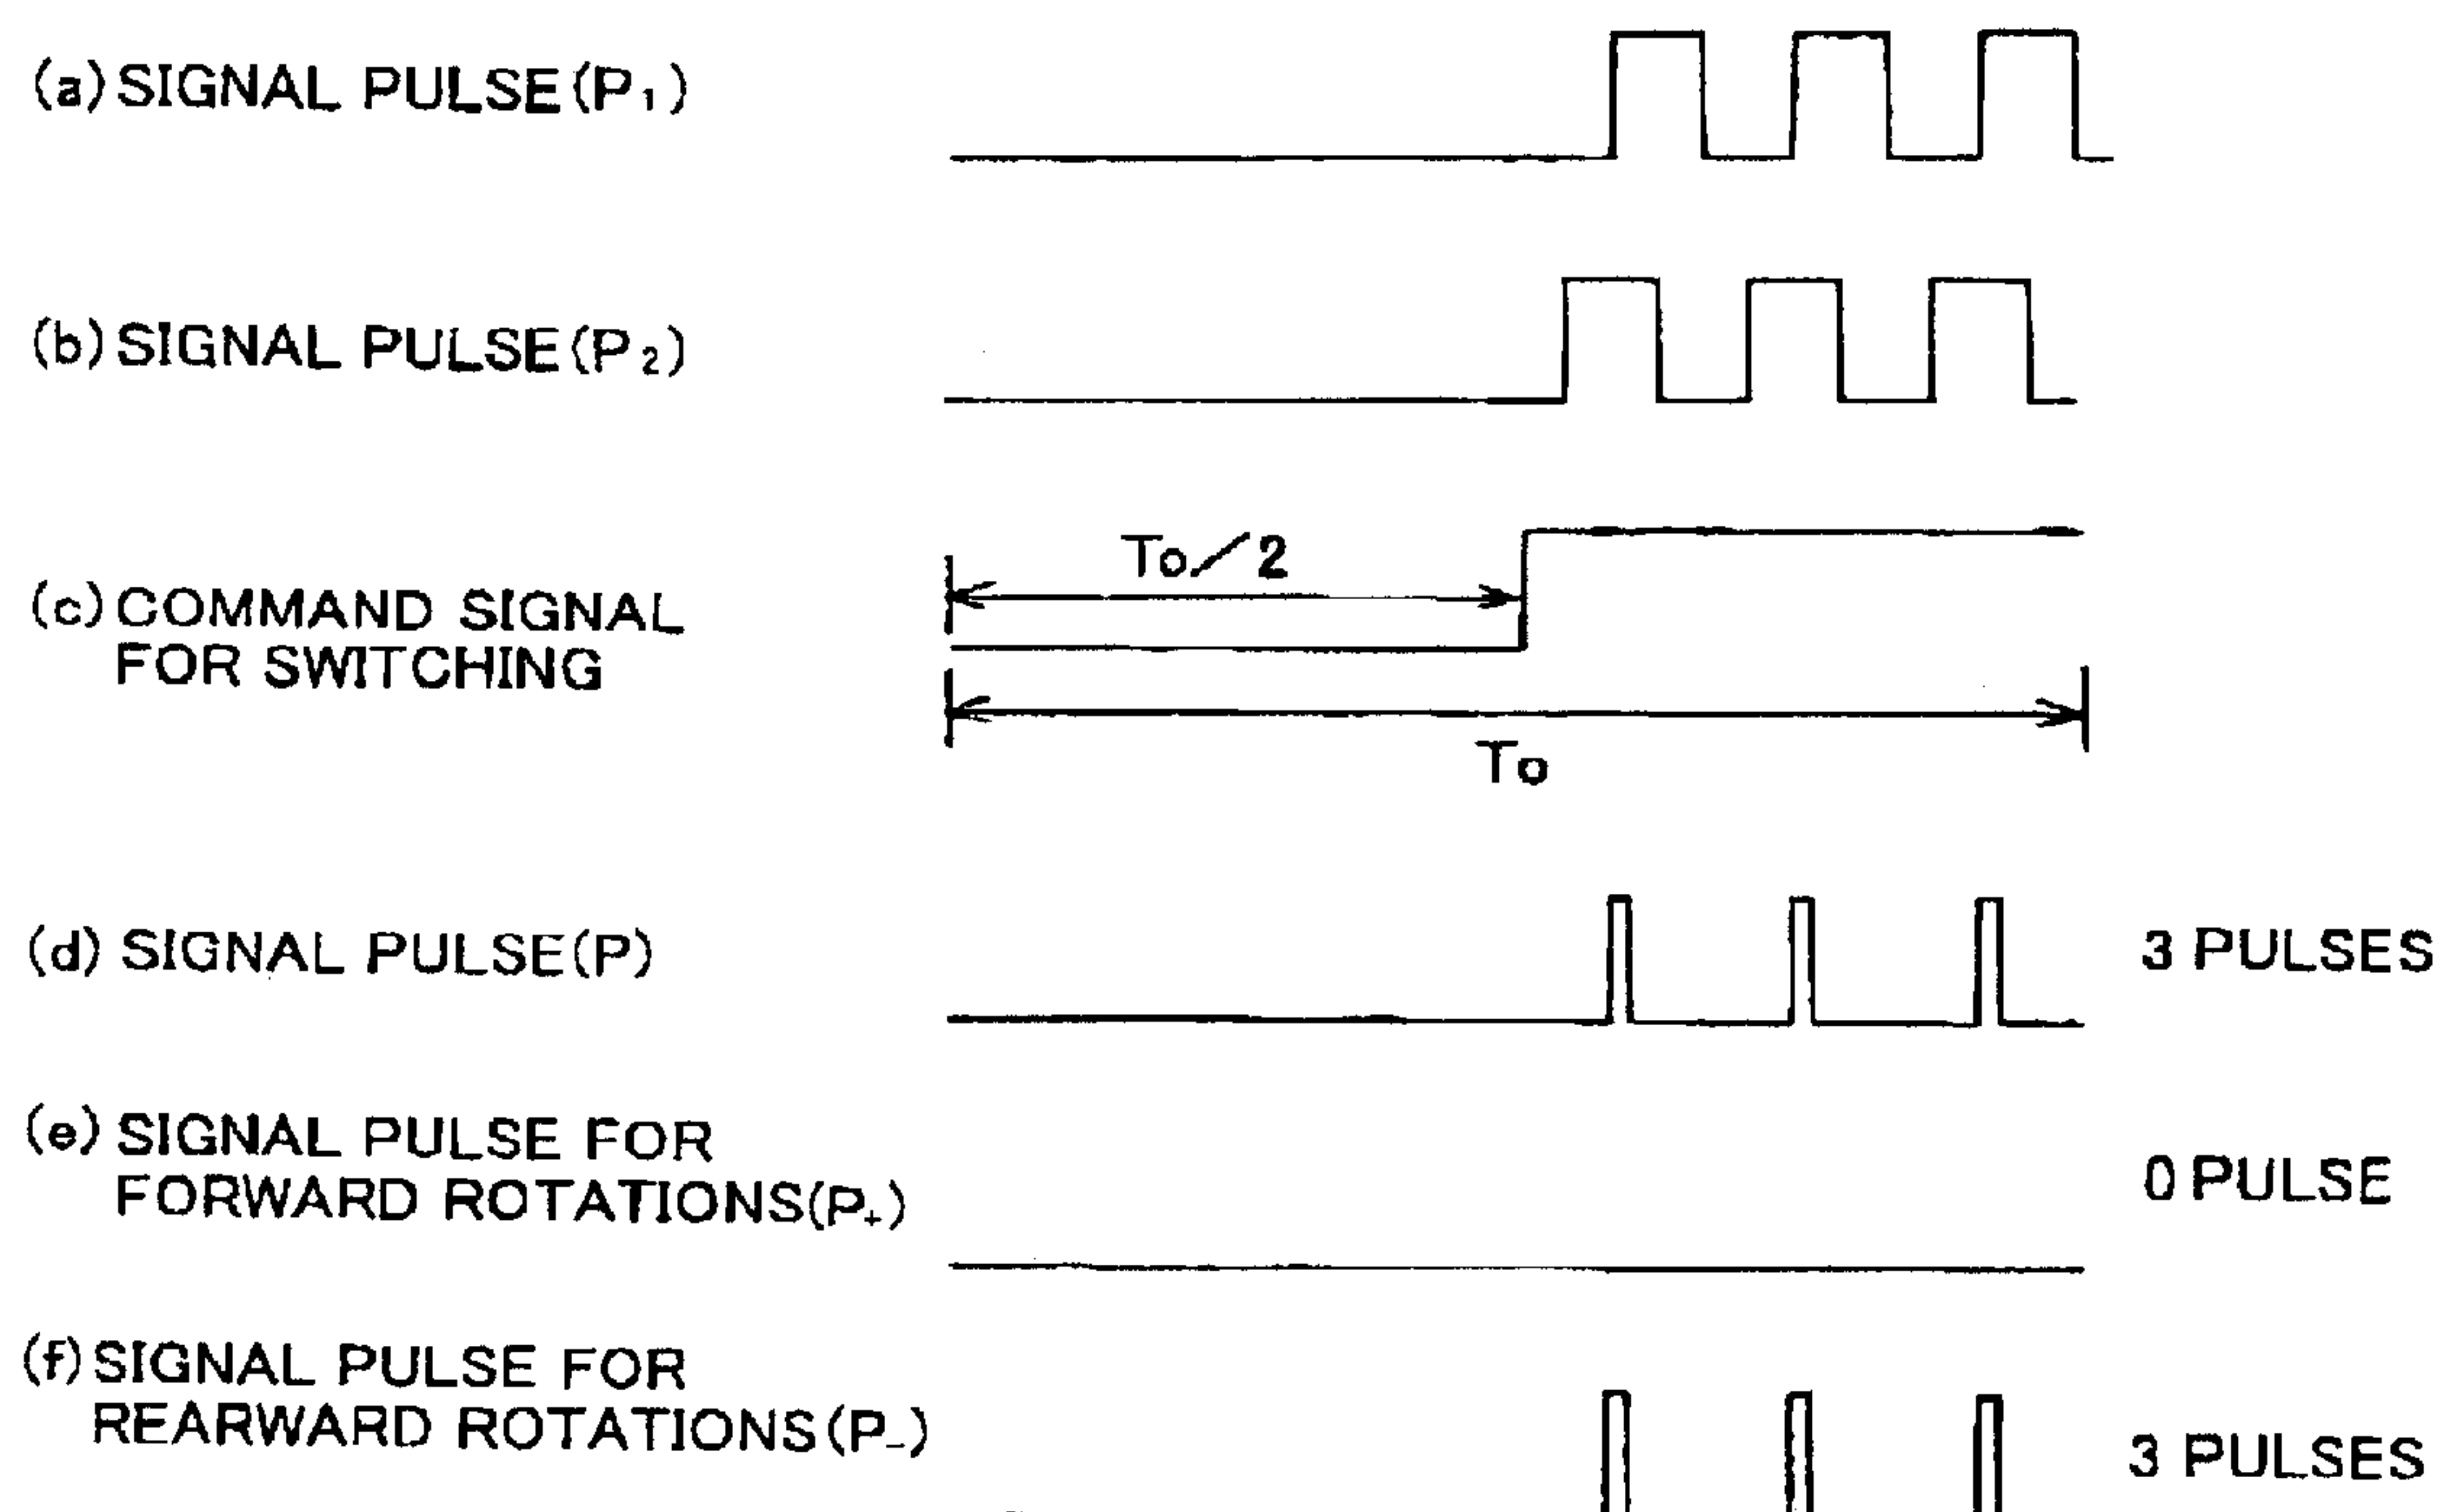 (a) SIGNAL PULSE(P₁)
(b) SIGNAL PULSE(P₂)
To/2
(c) COMMAND SIGNAL
FOR SWITCHING
To
(d) SIGNAL PULSE(P)
3 PULSES
(e) SIGNAL PULSE FOR
FORWARD ROTATIONS(P₊)
0 PULSE
(f) SIGNAL PULSE FOR
REARWARD ROTATIONS(P₋)
3 PULSES